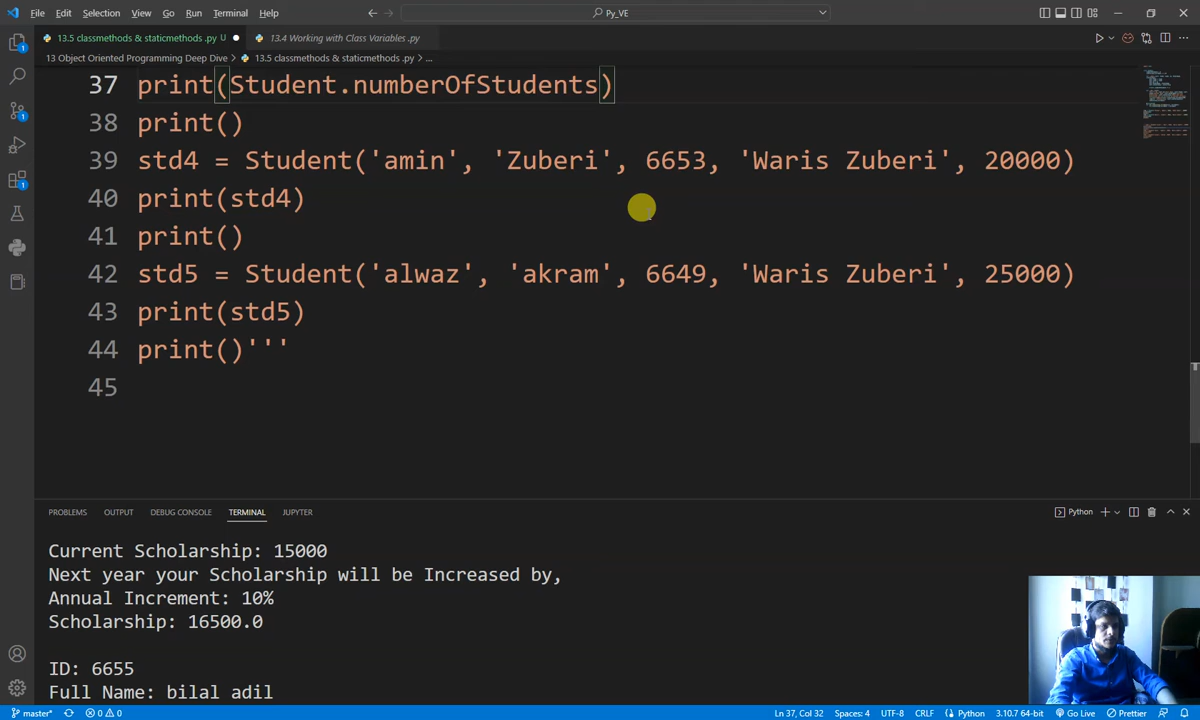 File Edit Selection View Go Run Terminal Help
Py_VE
13.5 classmethods & staticmethods .py U
13.4 Working with Class Variables .py
13 Object Oriented Programming Deep Dive > 13.5 classmethods & staticmethods .py > ...
37 print(Student.numberOfStudents)
38 print()
39 std4 = Student('amin', 'Zuberi', 6653, 'Waris Zuberi', 20000)
40 print(std4)
41 print()
42 std5 = Student('alwaz', 'akram', 6649, 'Waris Zuberi', 25000)
43 print(std5)
44 print()'''
45
PROBLEMS OUTPUT DEBUG CONSOLE TERMINAL JUPYTER
Python
Current Scholarship: 15000
Next year your Scholarship will be Increased by,
Annual Increment: 10%
Scholarship: 16500.0
ID: 6655
Full Name: bilal adil
master* 0 0 Ln 37, Col 32 Spaces: 4 UTF-8 CRLF Python 3.10.7 64-bit Go Live Prettier